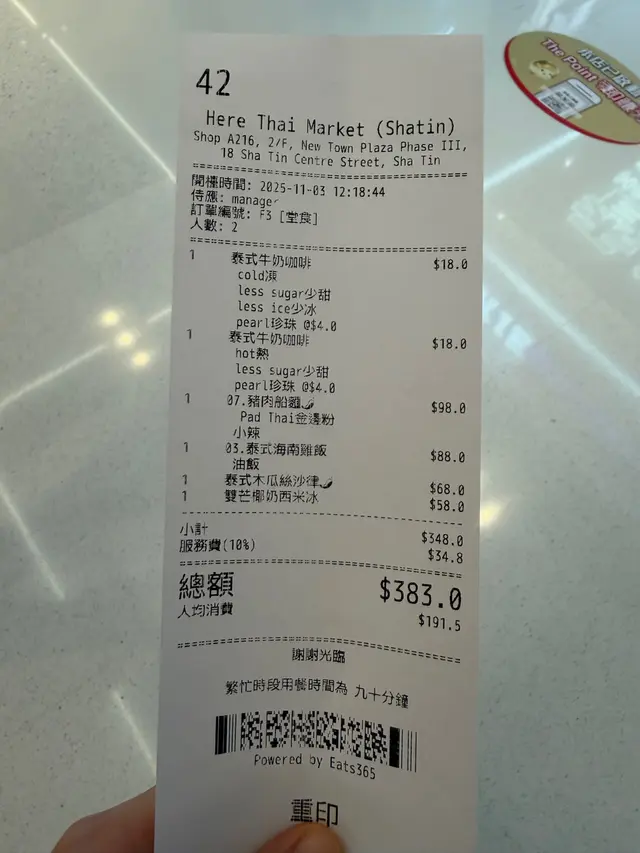 42
Here Thai Market (Shatin)
Shop A216, 2/F, New Town Plaza Phase III,
18 Sha Tin Centre Street, Sha Tin
開檯時間: 2025-11-03 12:18:44
侍應: manager
訂單編號: F3 [堂食]
人數: 2
1 泰式牛奶咖啡 $18.0
cold凍
less sugar少甜
less ice少冰
pearl珍珠 @$4.0
1 泰式牛奶咖啡 $18.0
hot熱
less sugar少甜
pearl珍珠 @$4.0
1 07.豬肉船麵🌶 $98.0
Pad Thai金邊粉
小辣
1 03.泰式海南雞飯 $88.0
油飯
1 泰式木瓜絲沙律🌶 $68.0
1 雙芒椰奶西米冰 $58.0
小計 $348.0
服務費(10%) $34.8
總額 $383.0
人均消費 $191.5
謝謝光臨
繁忙時段用餐時間為 九十分鐘
Powered by Eats365
重印
The Point